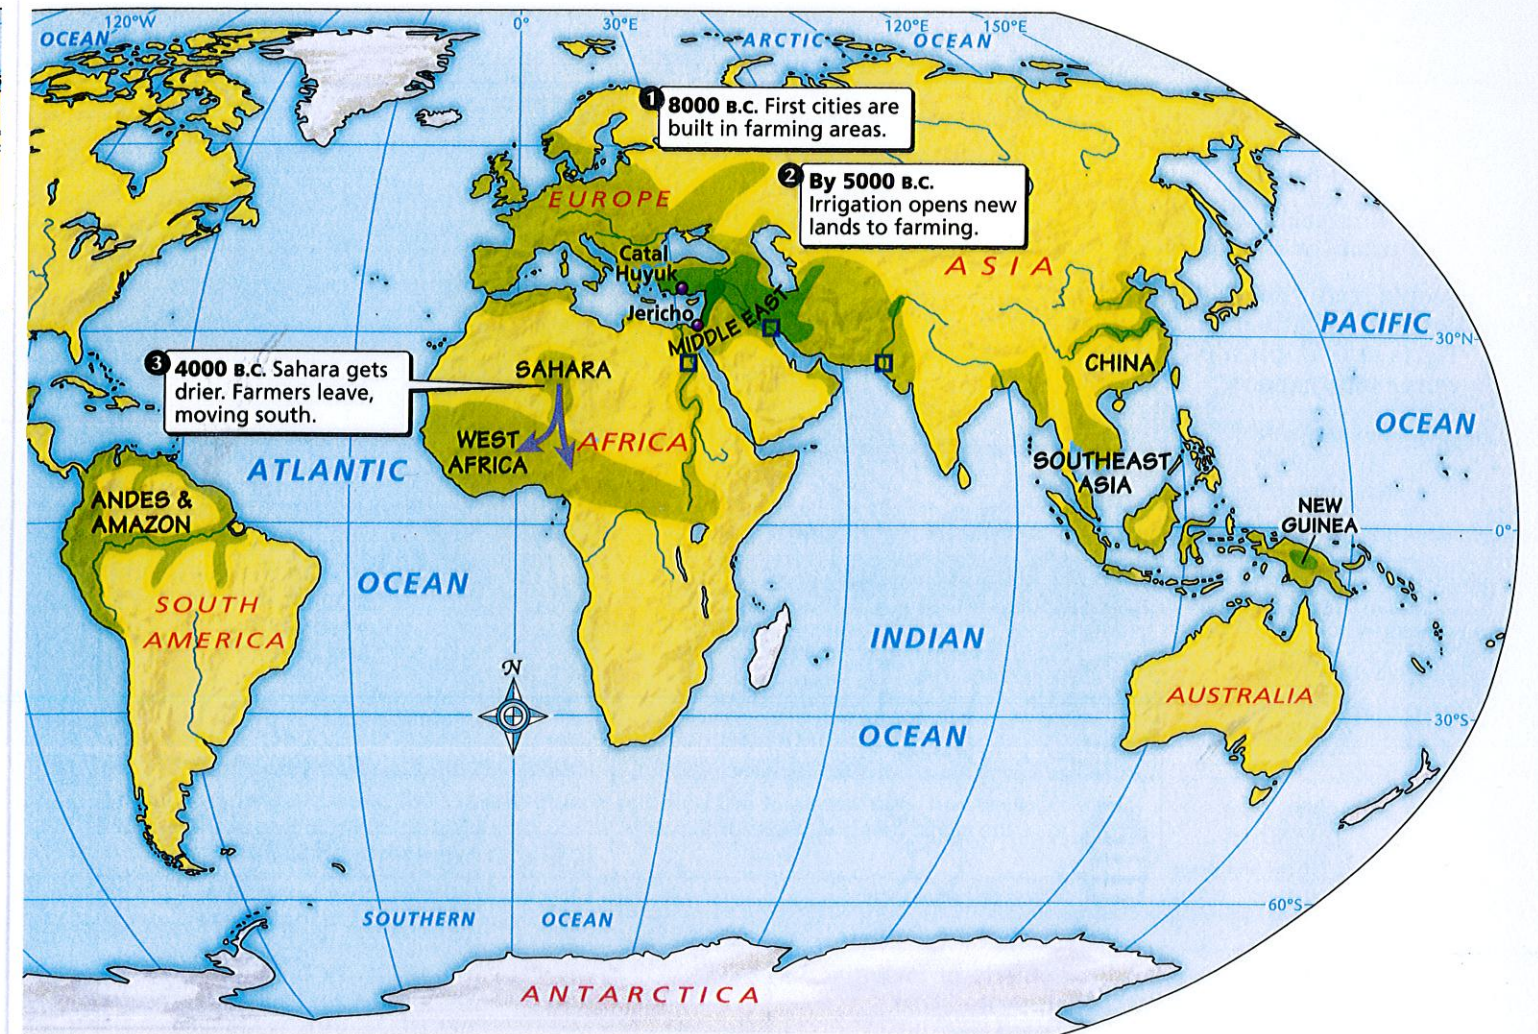 120°W
0°
30°E
120°E
150°E
OCEAN
ARCTIC OCEAN
1 8000 B.C. First cities are
built in farming areas.
2 By 5000 B.C.
Irrigation opens new
lands to farming.
EUROPE
ASIA
Catal
Huyuk
Jericho
MIDDLE EAST
PACIFIC
OCEAN
30°N
CHINA
3 4000 B.C. Sahara gets
drier. Farmers leave,
moving south.
SAHARA
WEST
AFRICA
AFRICA
ATLANTIC
OCEAN
SOUTHEAST
ASIA
ANDES &
AMAZON
NEW
GUINEA
0°
SOUTH
AMERICA
INDIAN
OCEAN
N
AUSTRALIA
30°S
60°S
SOUTHERN OCEAN
ANTARCTICA